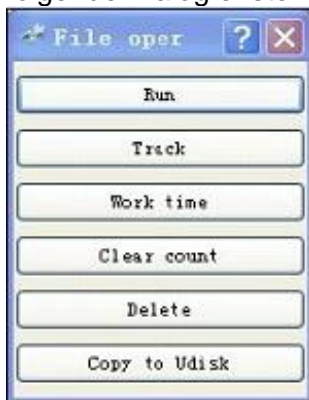 File oper
Run
Track
Work time
Clear count
Delete
Copy to Udisk